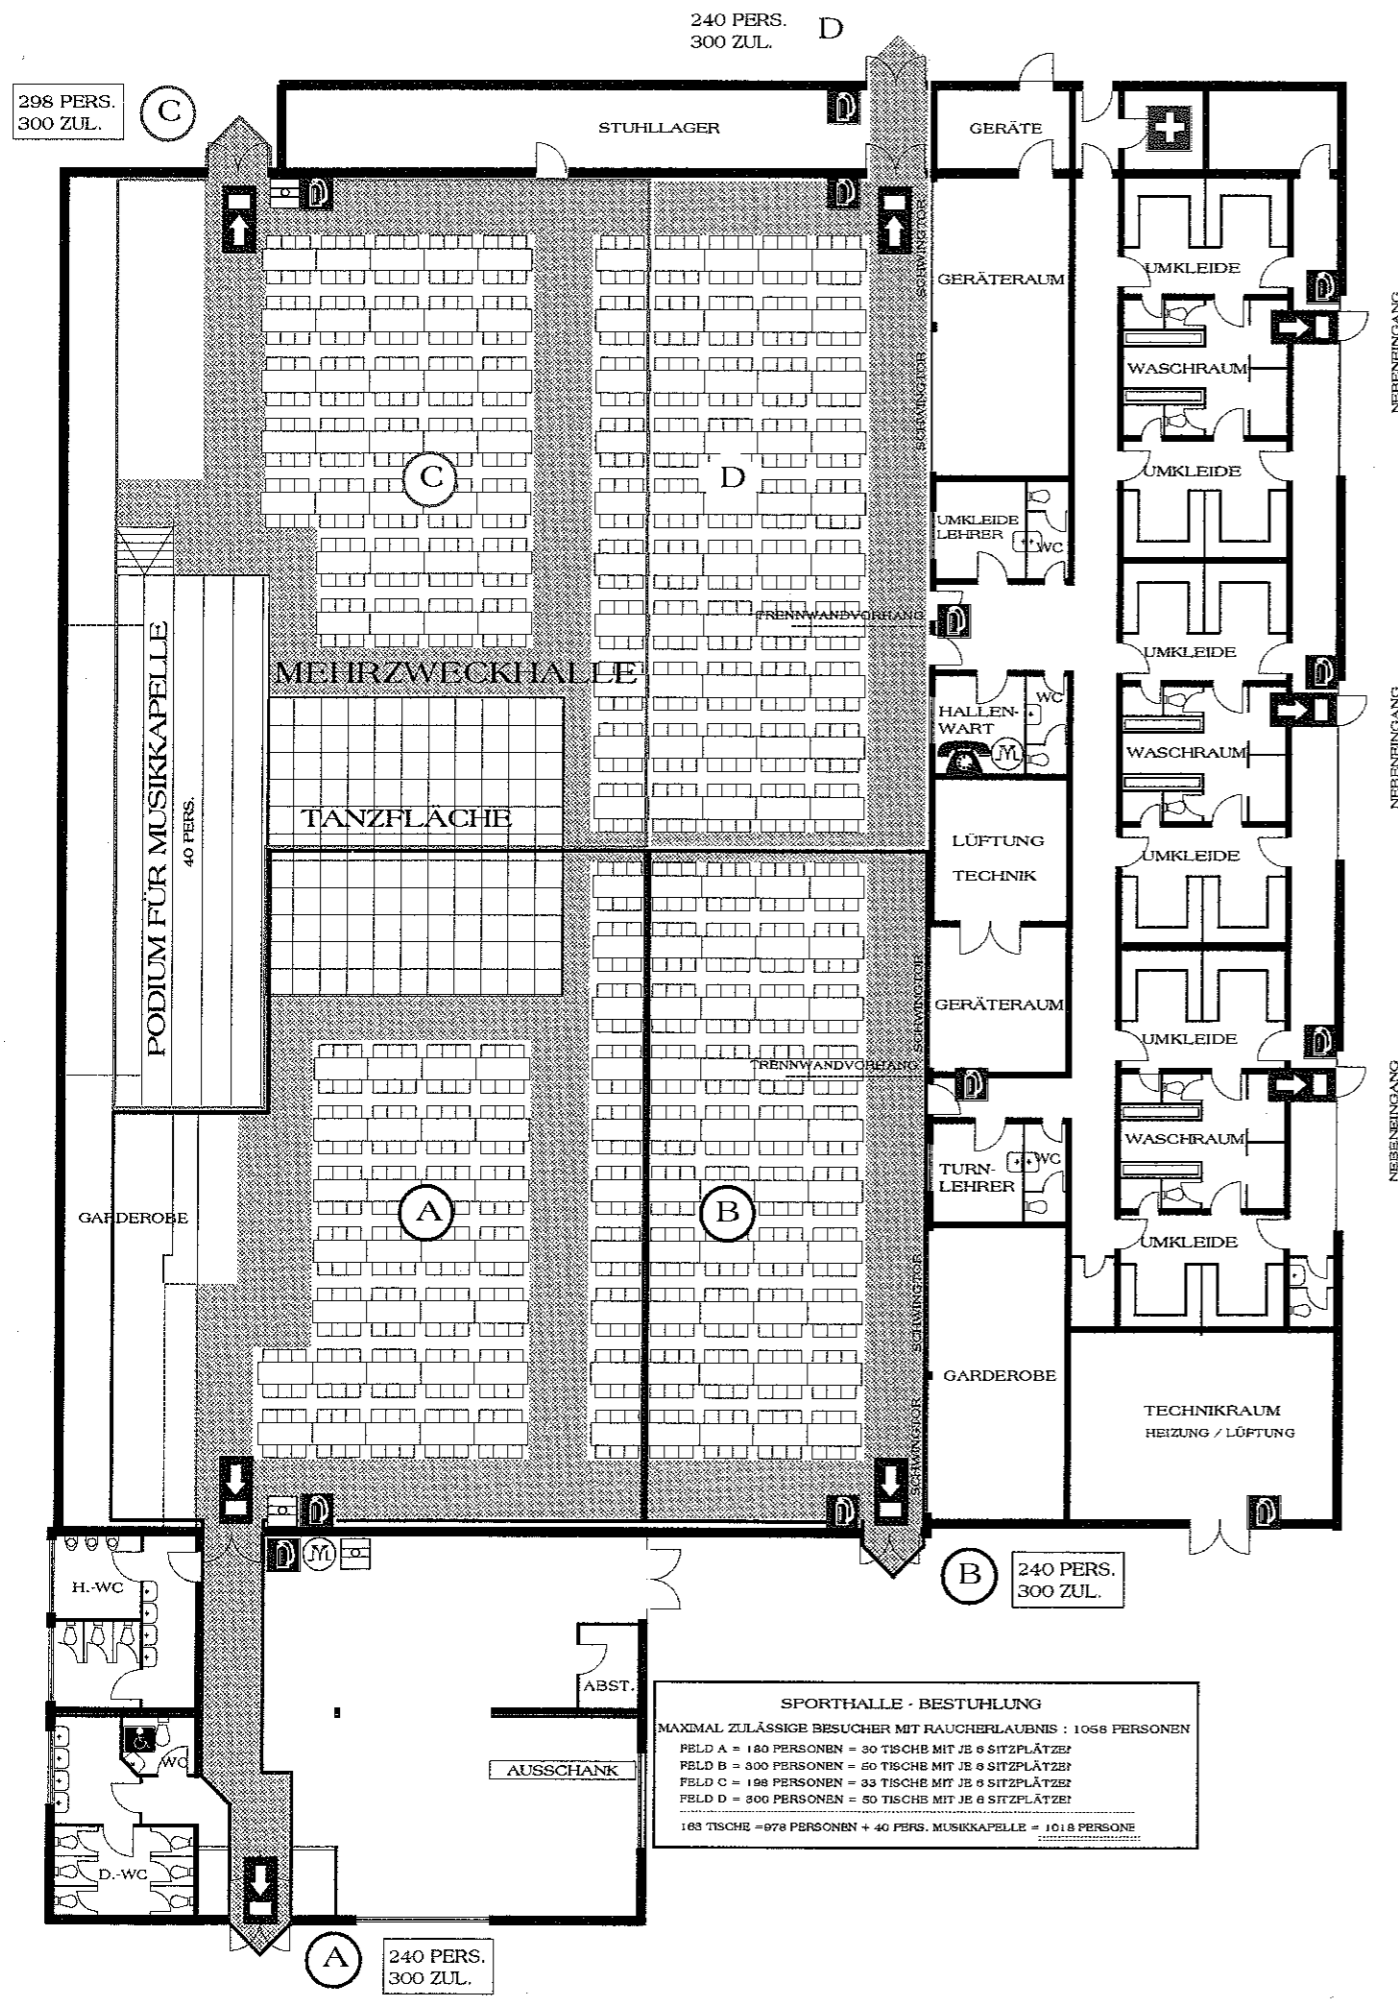 240 PERS.
300 ZUL.
D
298 PERS.
300 ZUL.
C
STUHLLAGER
GERÄTE
SCHWINGTOR
GERÄTERAUM
UMKLEIDE
NEBENEINGANG
WASCHRAUM
SCHWINGTOR
UMKLEIDE
C
D
UMKLEIDE
LEHRER
WC
TRENNWANDVORHANG
UMKLEIDE
MEHRZWECKHALLE
PODIUM FÜR MUSIKKAPELLE
40 PERS.
HALLEN-
WART
WC
M
WASCHRAUM
NEBENEINGANG
TANZFLÄCHE
LÜFTUNG
TECHNIK
UMKLEIDE
SCHWINGTOR
GERÄTERAUM
UMKLEIDE
TRENNWANDVORHANG
NEBENEINGANG
WASCHRAUM
TURN-
LEHRER
WC
GARDEROBE
A
B
UMKLEIDE
SCHWINGTOR
GARDEROBE
SCHWINGTOR
TECHNIKRAUM
HEIZUNG / LÜFTUNG
M
H.-WC
B
240 PERS.
300 ZUL.
ABST.
WC
AUSSCHANK
D.-WC
SPORTHALLE - BESTUHLUNG
MAXIMAL ZULÄSSIGE BESUCHER MIT RAUCHERLAUBNIS : 1058 PERSONEN
FELD A = 180 PERSONEN = 30 TISCHE MIT JE 6 SITZPLÄTZEN
FELD B = 300 PERSONEN = 50 TISCHE MIT JE 6 SITZPLÄTZEN
FELD C = 198 PERSONEN = 33 TISCHE MIT JE 6 SITZPLÄTZEN
FELD D = 300 PERSONEN = 50 TISCHE MIT JE 6 SITZPLÄTZEN
163 TISCHE =978 PERSONEN + 40 PERS. MUSIKKAPELLE = 1018 PERSONE
A
240 PERS.
300 ZUL.